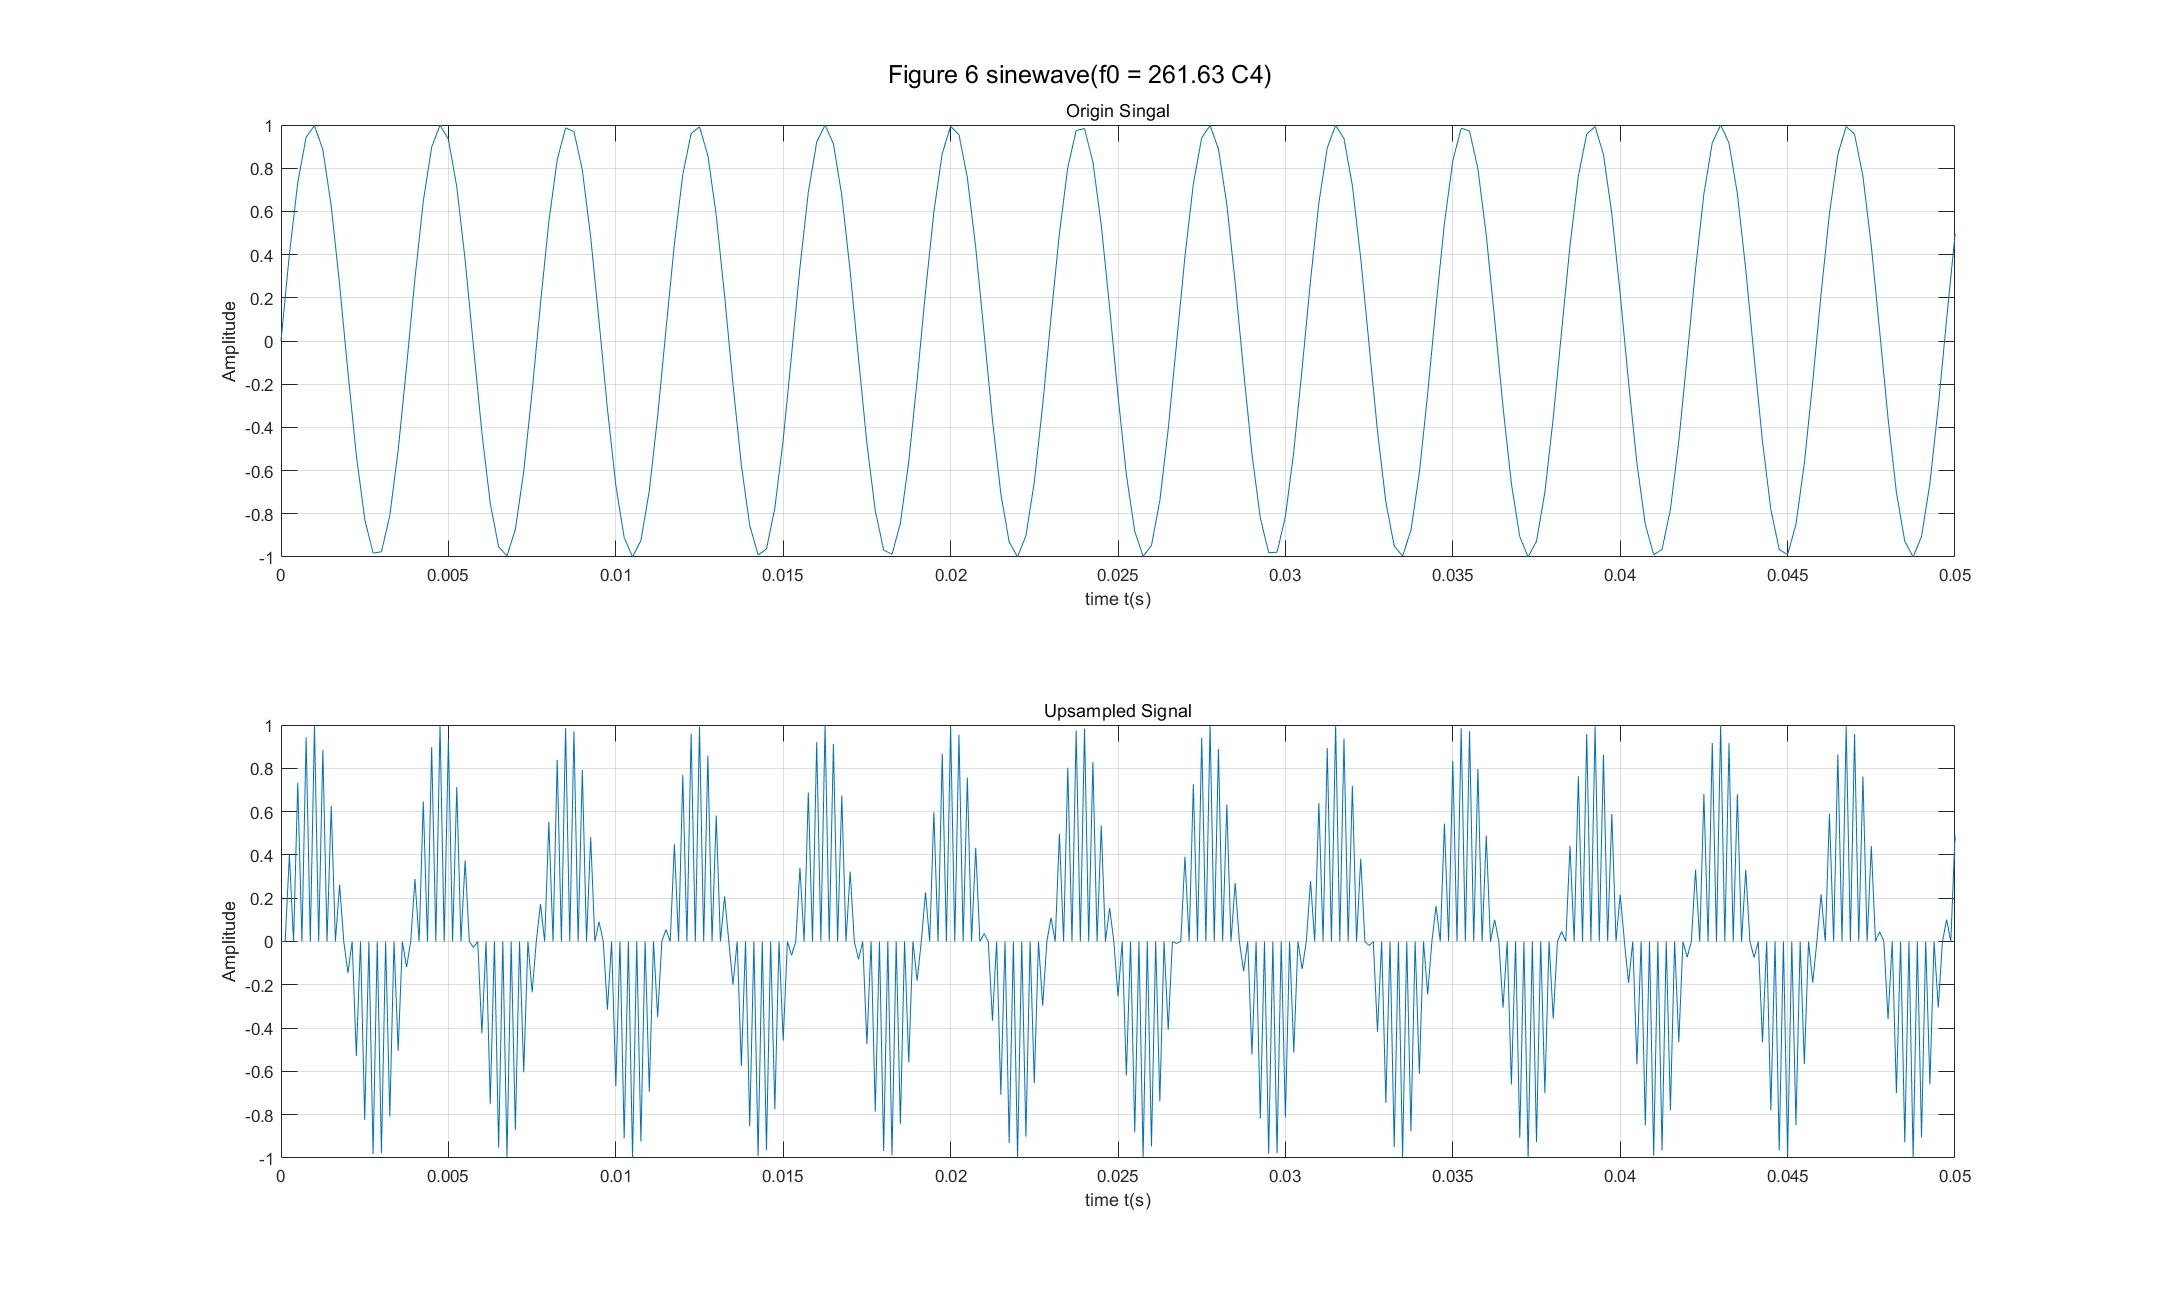 Figure 6 sinewave(f0 = 261.63 C4)
Origin Singal
1
0.8
0.6
0.4
0.2
0
-0.2
-0.4
-0.6
-0.8
-1
Amplitude
0 0.005 0.01 0.015 0.02 0.025 0.03 0.035 0.04 0.045 0.05
time t(s)
Upsampled Signal
1
0.8
0.6
0.4
0.2
0
-0.2
-0.4
-0.6
-0.8
-1
Amplitude
0 0.005 0.01 0.015 0.02 0.025 0.03 0.035 0.04 0.045 0.05
time t(s)